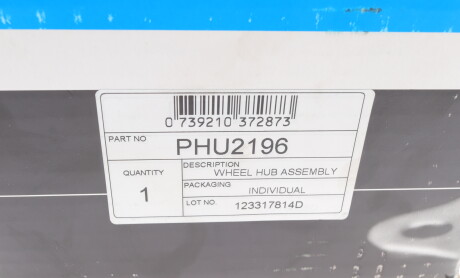 0 739210 372873
PART NO PHU2196
QUANTITY 1
DESCRIPTION WHEEL HUB ASSEMBLY
PACKAGING INDIVIDUAL
LOT NO 123317814D